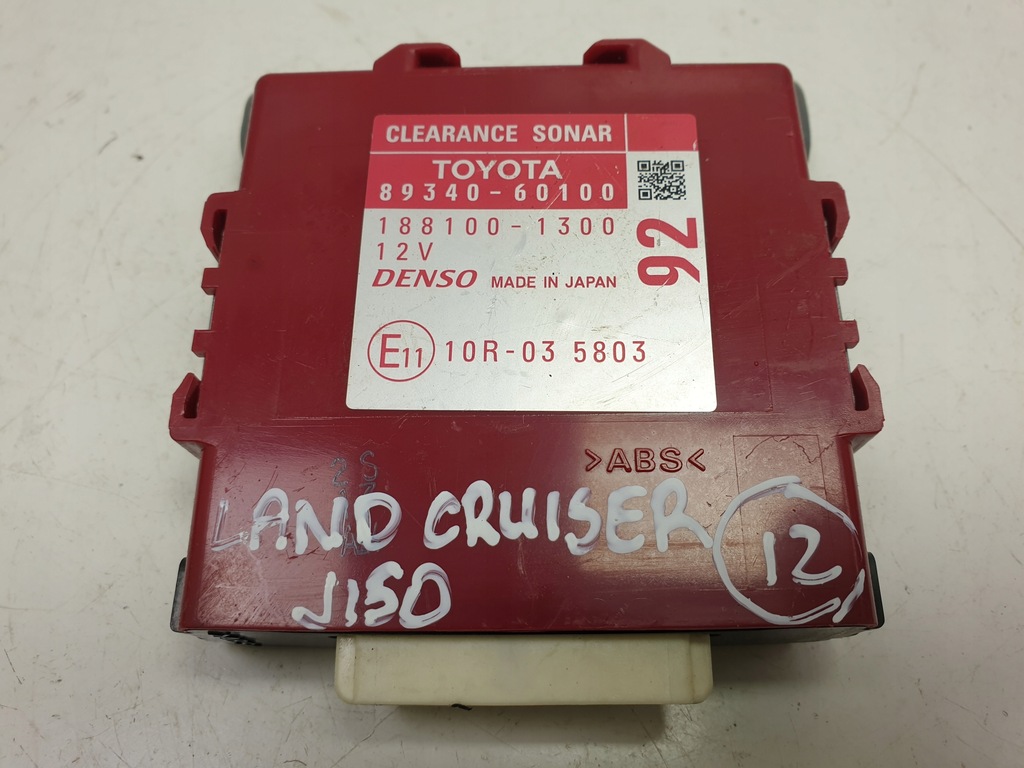 CLEARANCE SONAR
TOYOTA
89340-60100
188100-1300
12V
92
DENSO MADE IN JAPAN
E11 10R-03 5803
>ABS<
LAND CRUISER
J150
12